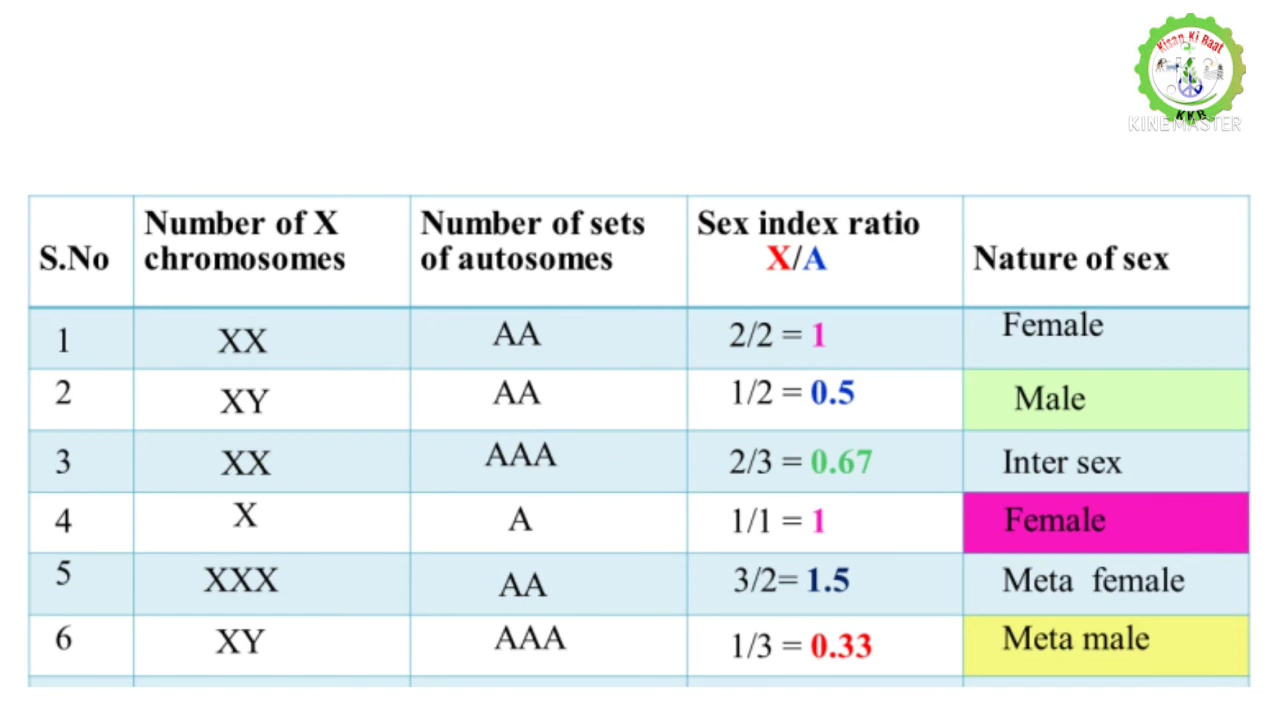 Kisan Ki Baat
KKB
KINEMASTER
S.No
Number of X
chromosomes
Number of sets
of autosomes
Sex index ratio
X/A
Nature of sex
1 XX AA 2/2 = 1 Female
2 XY AA 1/2 = 0.5 Male
3 XX AAA 2/3 = 0.67 Inter sex
4 X A 1/1 = 1 Female
5 XXX AA 3/2= 1.5 Meta female
6 XY AAA 1/3 = 0.33 Meta male